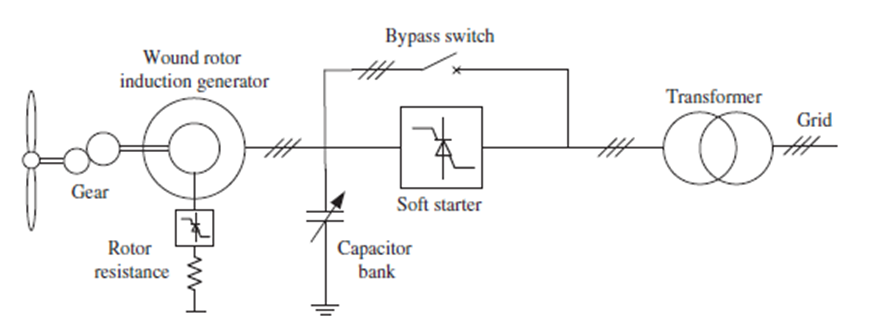 Bypass switch
Wound rotor
induction generator
Transformer
Grid
Gear
Soft starter
Rotor
resistance
Capacitor
bank